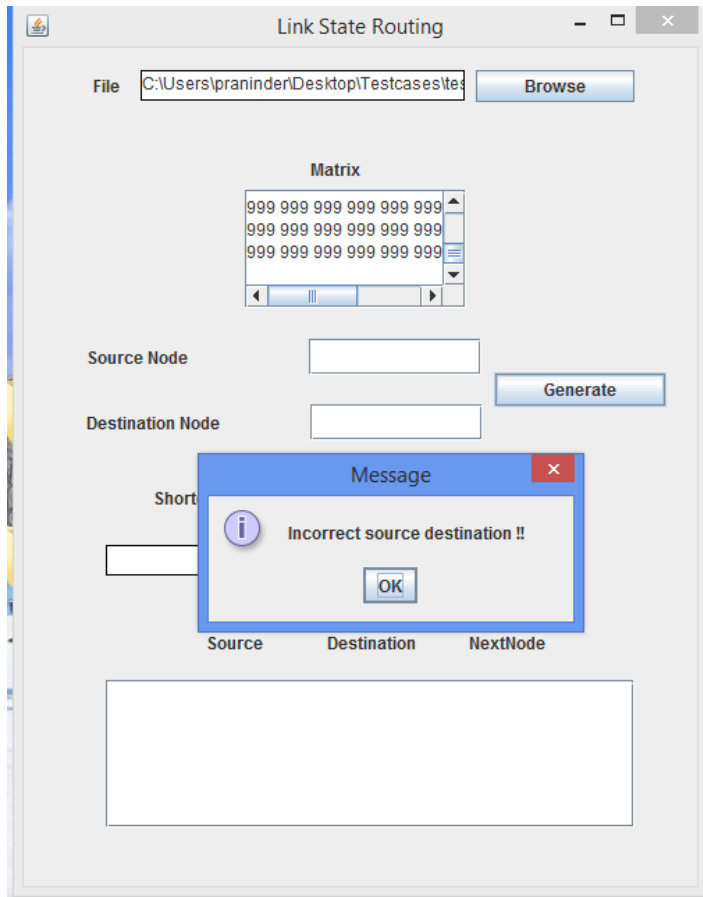 Link State Routing
File
C:\Users\praninder\Desktop\Testcases\tes
Browse
Matrix
999 999 999 999 999 999
999 999 999 999 999 999
999 999 999 999 999 999
Source Node
Generate
Destination Node
Message
Short
Incorrect source destination !!
OK
Source Destination NextNode